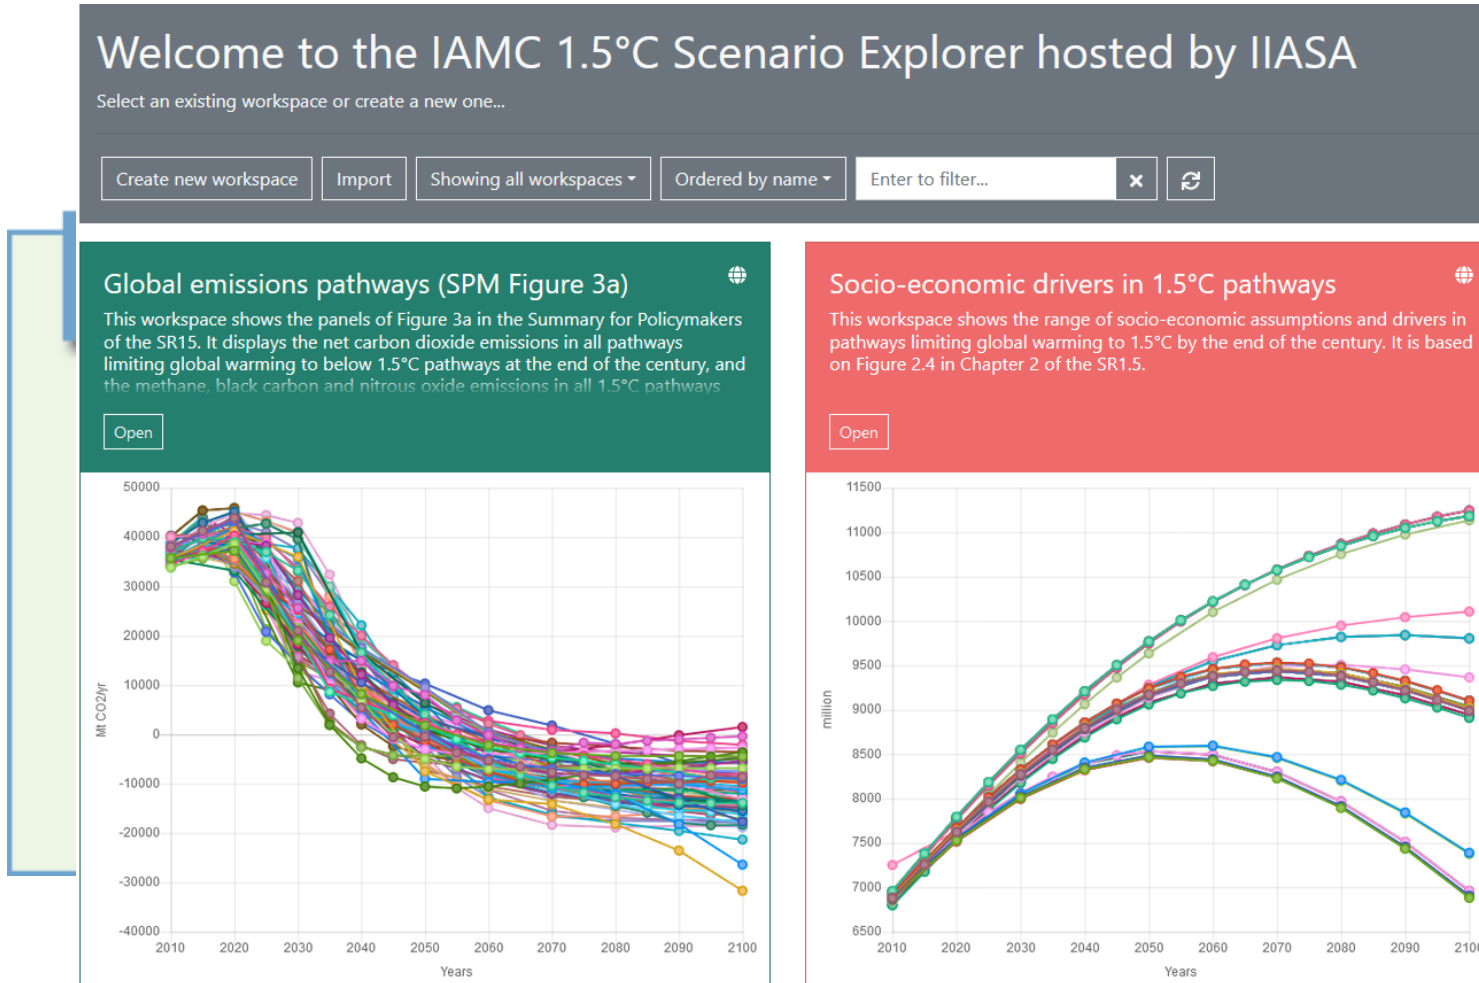 Welcome to the IAMC 1.5°C Scenario Explorer hosted by IIASA
Select an existing workspace or create a new one...
Create new workspace
Import
Showing all workspaces
Ordered by name
Enter to filter...
Global emissions pathways (SPM Figure 3a)
This workspace shows the panels of Figure 3a in the Summary for Policymakers
of the SR15. It displays the net carbon dioxide emissions in all pathways
limiting global warming to below 1.5°C pathways at the end of the century, and
the methane, black carbon and nitrous oxide emissions in all 1.5°C pathways
Open
50000
40000
30000
20000
10000
0
-10000
-20000
-30000
-40000
Mt CO2/yr
2010 2020 2030 2040 2050 2060 2070 2080 2090 2100
Years
Socio-economic drivers in 1.5°C pathways
This workspace shows the range of socio-economic assumptions and drivers in
pathways limiting global warming to 1.5°C by the end of the century. It is based
on Figure 2.4 in Chapter 2 of the SR1.5.
Open
11500
11000
10500
10000
9500
9000
8500
8000
7500
7000
6500
million
2010 2020 2030 2040 2050 2060 2070 2080 2090 2100
Years